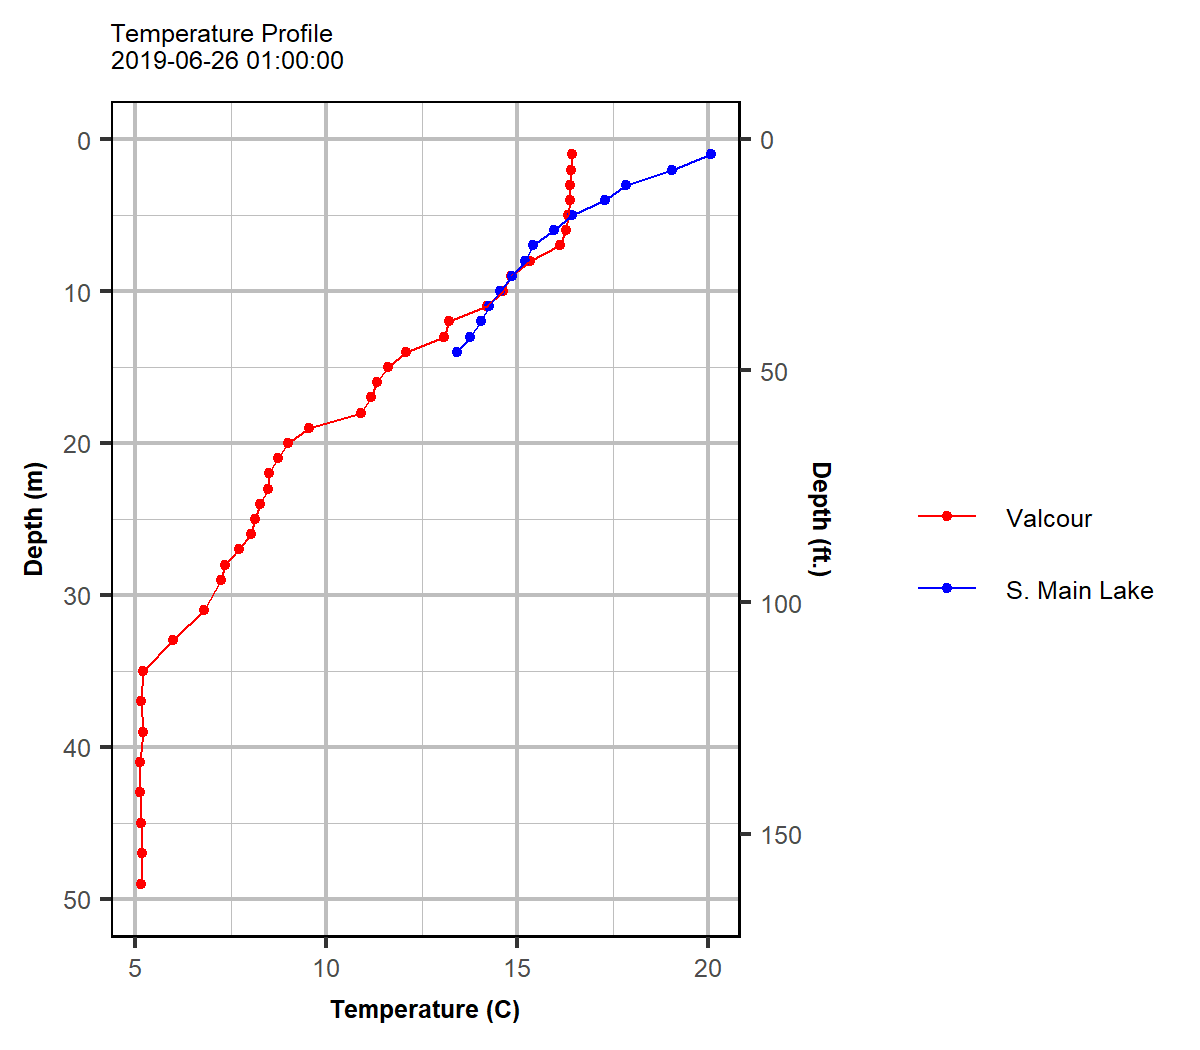 Temperature Profile
2019-06-26 01:00:00
0
10
20
30
40
50
Depth (m)
0
50
100
150
Depth (ft.)
5 10 15 20
Temperature (C)
Valcour
S. Main Lake